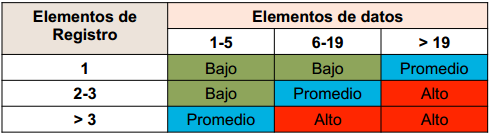 Elementos de Registro Elementos de datos
1-5 6-19 > 19
1 Bajo Bajo Promedio
2-3 Bajo Promedio Alto
> 3 Promedio Alto Alto